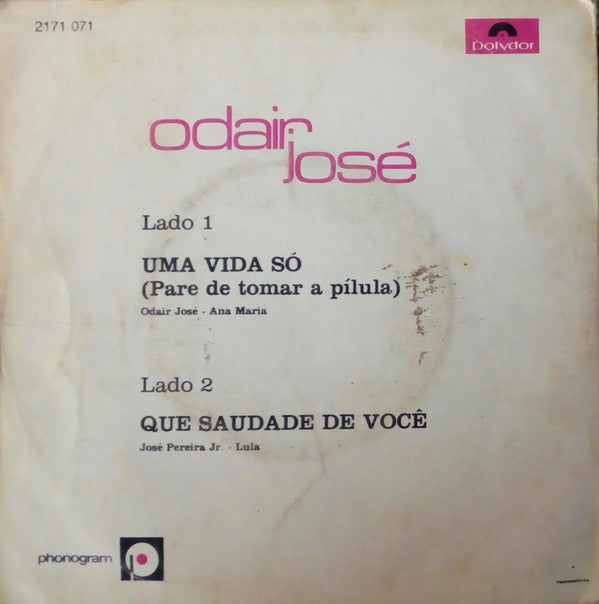 2171 071
Polydor
odair
josé
Lado 1
UMA VIDA SÓ
(Pare de tomar a pílula)
Odair José - Ana Maria
Lado 2
QUE SAUDADE DE VOCÊ
José Pereira Jr. - Lula
phonogram